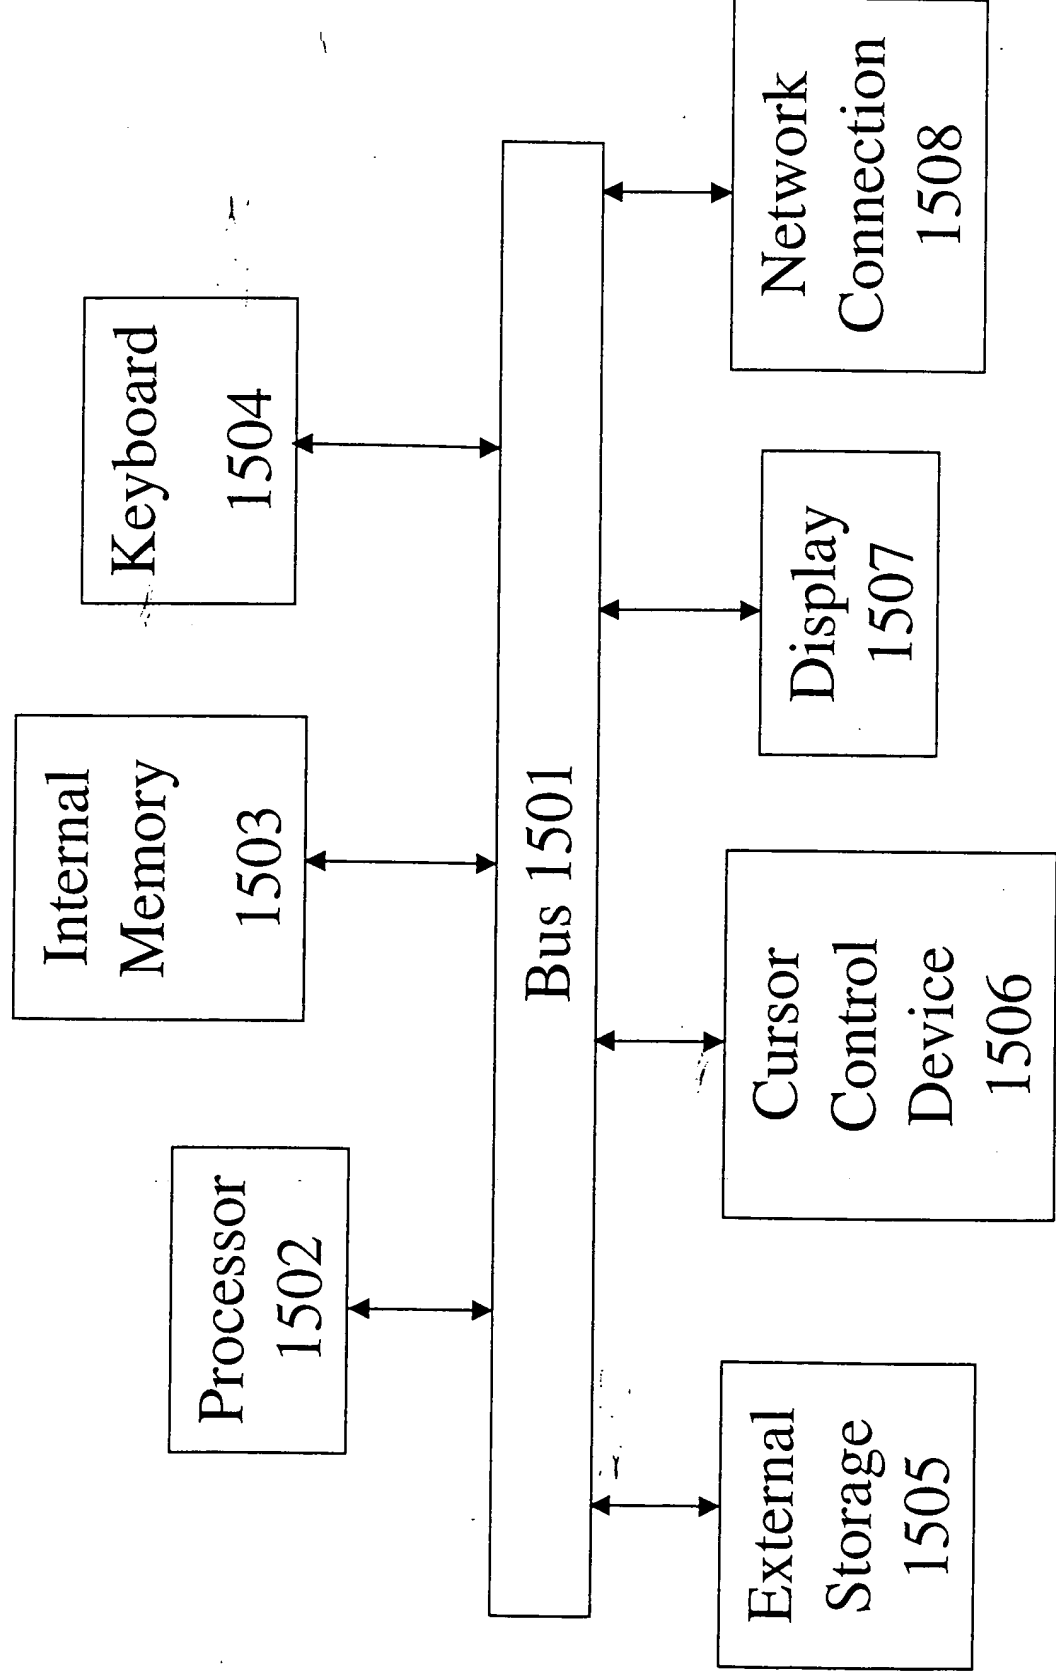 Processor
1502
Internal
Memory
1503
Keyboard
1504
Bus 1501
External
Storage
1505
Cursor
Control
Device
1506
Display
1507
Network
Connection
1508